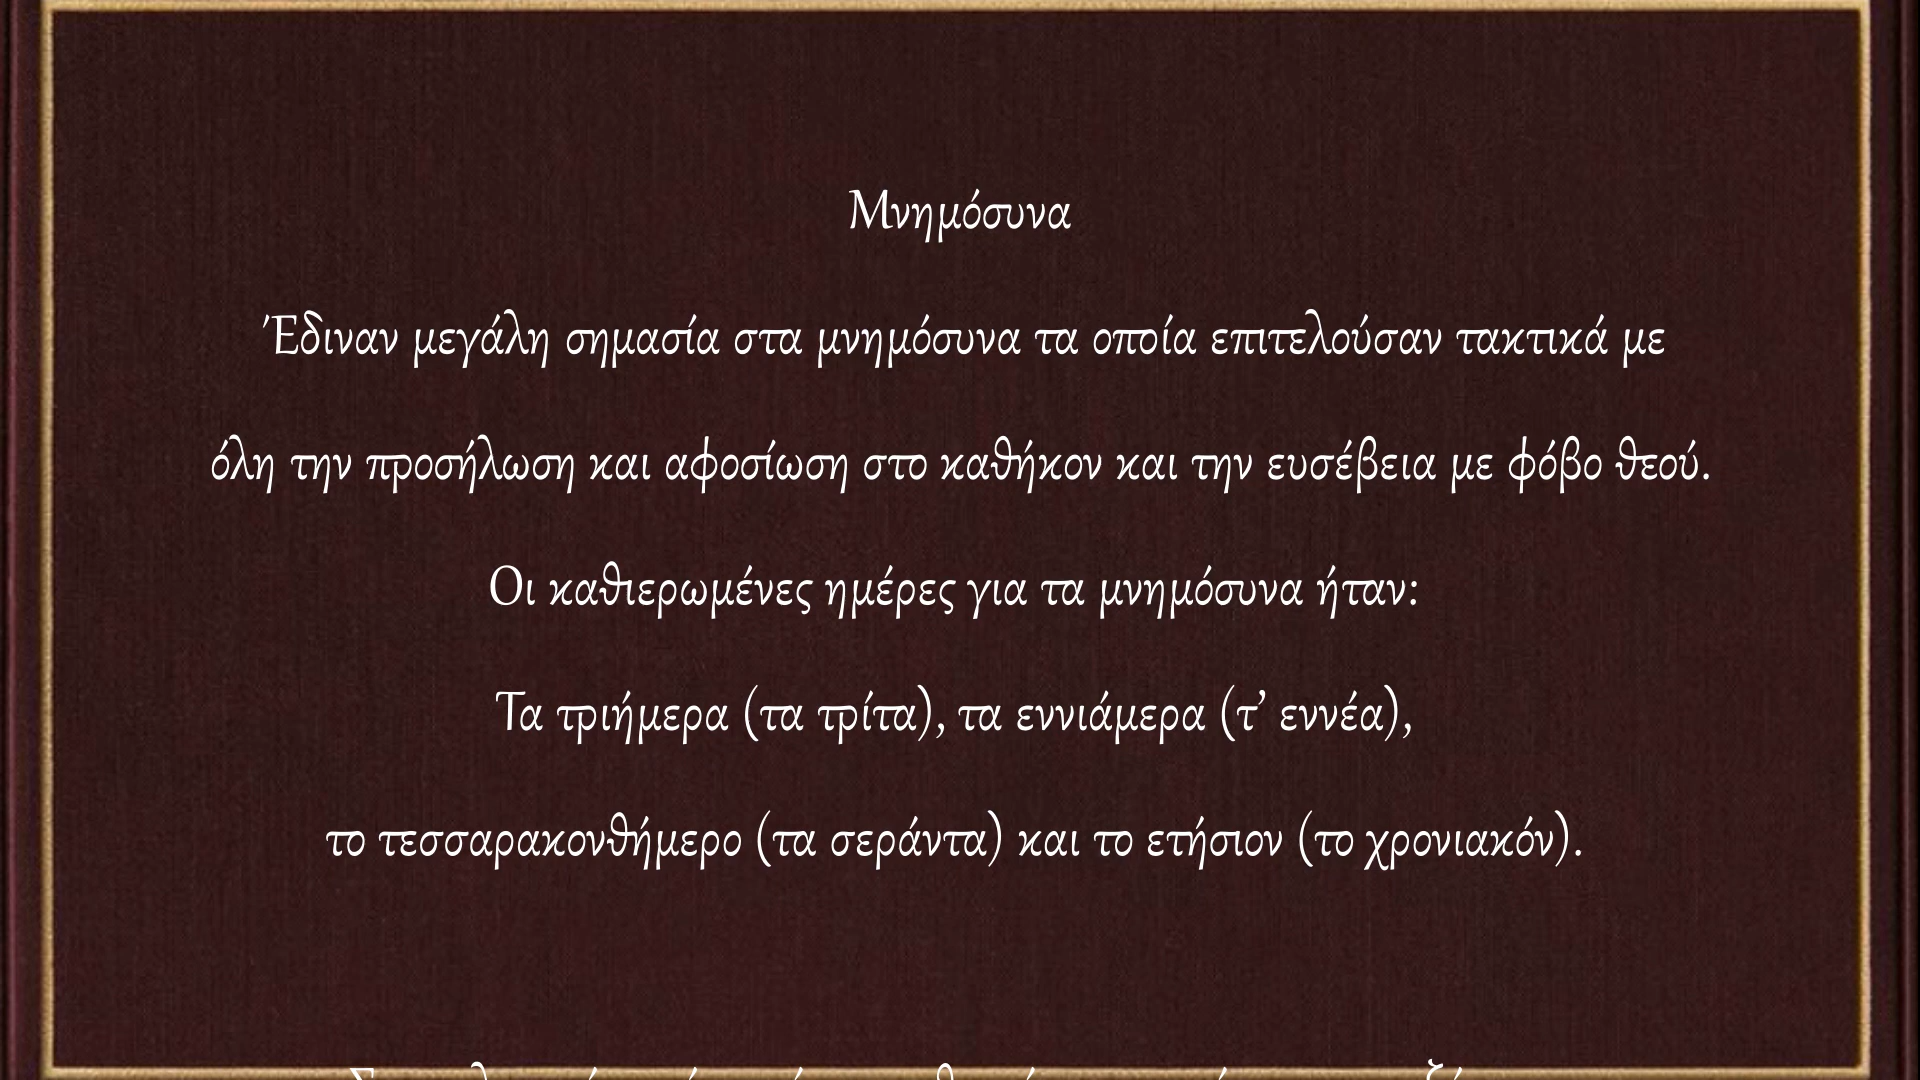 Μνημόσυνα
Έδιναν μεγάλη σημασία στα μνημόσυνα τα οποία επιτελούσαν τακτικά με
όλη την προσήλωση και αφοσίωση στο καθήκον και την ευσέβεια με φόβο θεού.
Οι καθιερωμένες ημέρες για τα μνημόσυνα ήταν:
Τα τριήμερα (τα τρίτα), τα εννιάμερα (τ’ εννέα),
το τεσσαρακονθήμερο (τα σεράντα) και το ετήσιον (το χρονιακόν).